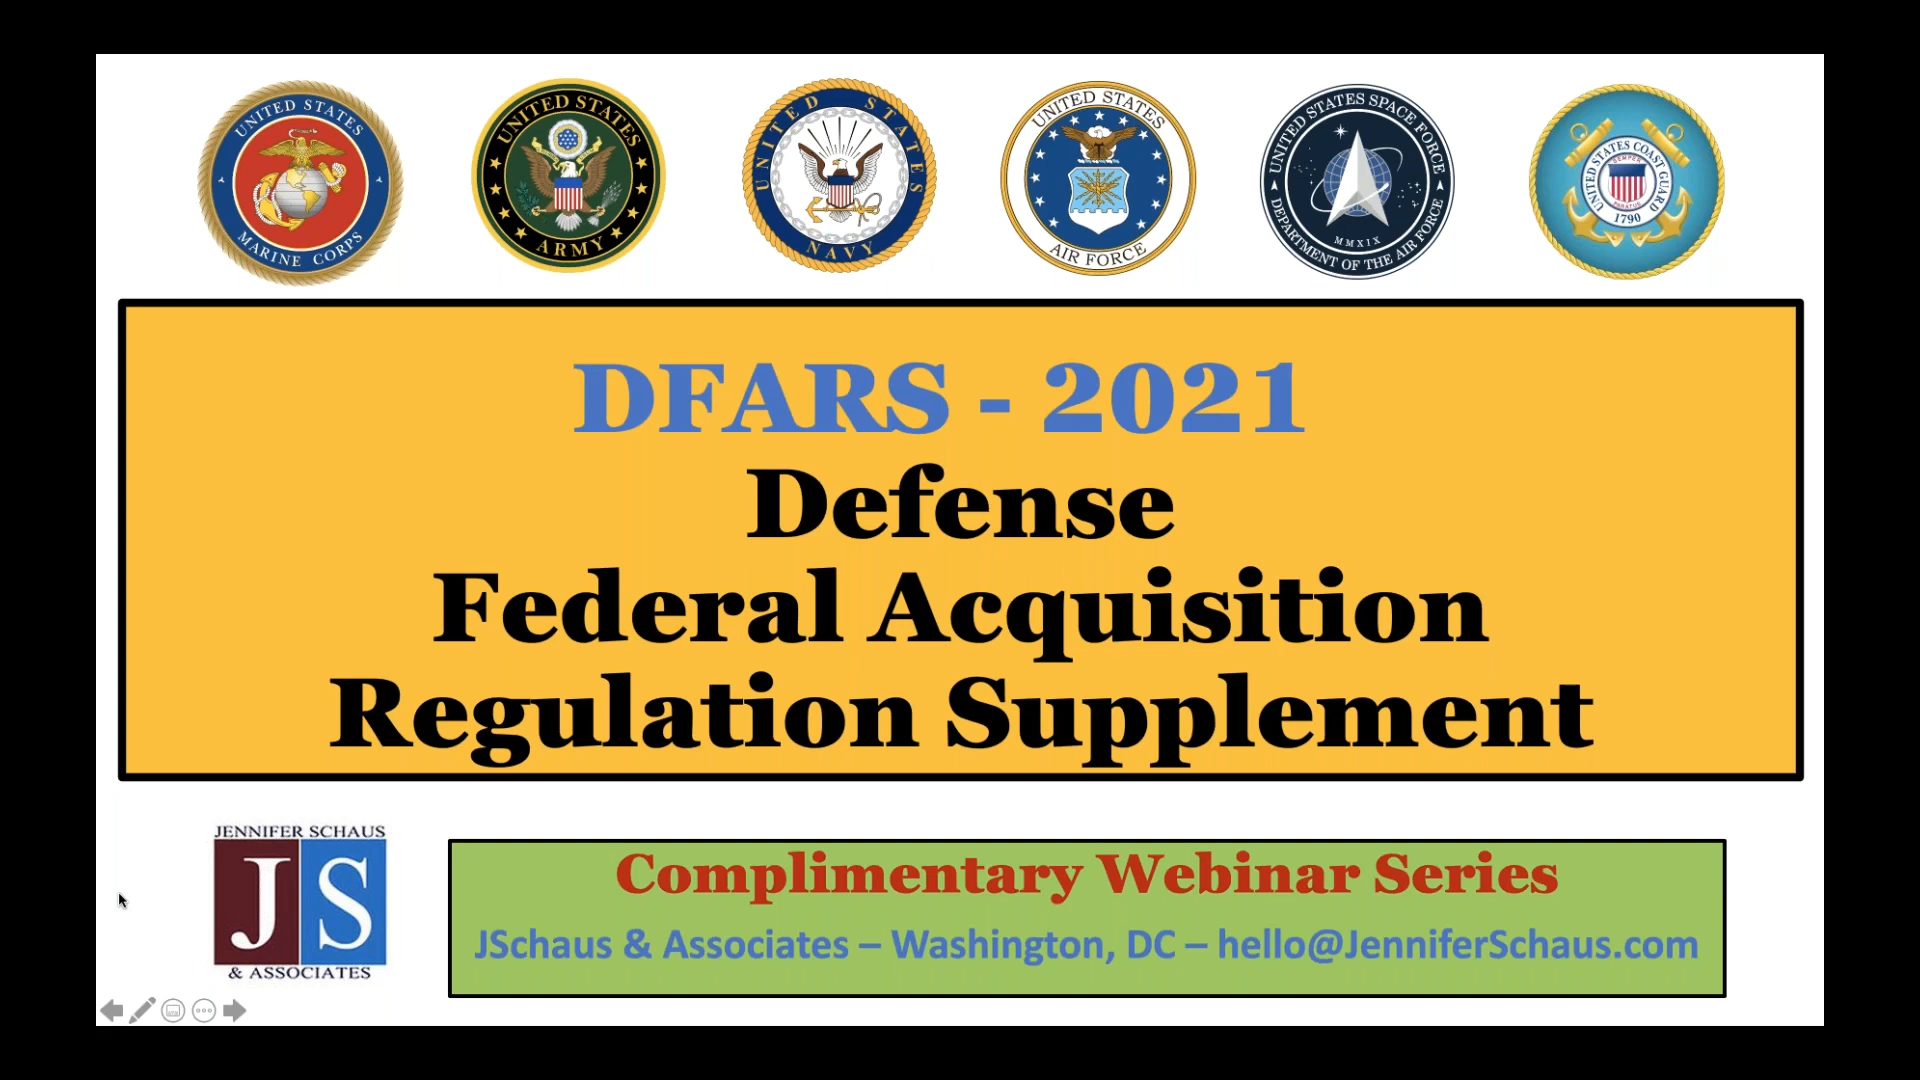 UNITED STATES
MARINE CORPS
UNITED STATES
ARMY
UNITED STATES
NAVY
UNITED STATES
AIR FORCE
UNITED STATES SPACE FORCE
MMXIX
DEPARTMENT OF THE AIR FORCE
UNITED STATES COAST GUARD
SEMPER
PARATUS
1790
DFARS - 2021
Defense
Federal Acquisition
Regulation Supplement
JENNIFER SCHAUS
JS
& ASSOCIATES
Complimentary Webinar Series
JSchaus & Associates – Washington, DC – hello@JenniferSchaus.com